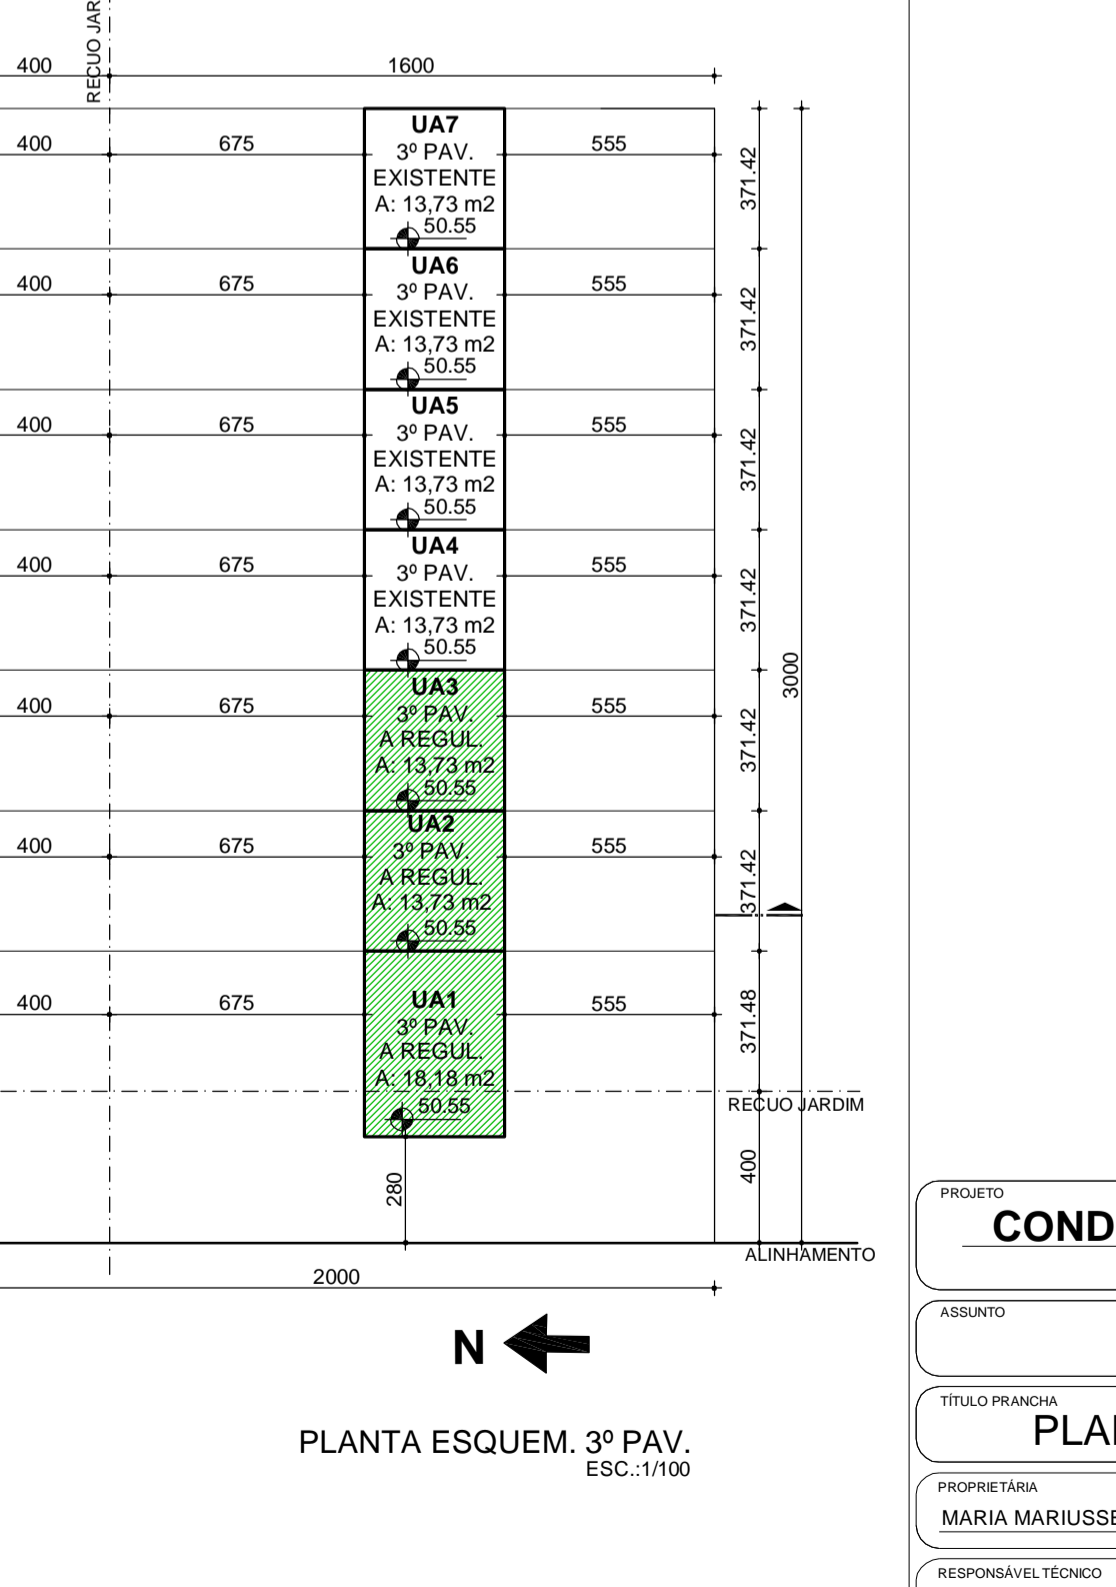 RECUO JAR
400
1600
UA7
400
675
3º PAV.
555
371.42
EXISTENTE
A: 13,73 m2
50.55
UA6
400
675
3º PAV.
555
371.42
EXISTENTE
A: 13,73 m2
50.55
UA5
400
675
3º PAV.
555
371.42
EXISTENTE
A: 13,73 m2
50.55
UA4
400
675
3º PAV.
555
371.42
EXISTENTE
A: 13,73 m2
50.55
3000
UA3
400
675
3º PAV.
555
371.42
A REGUL.
A: 13,73 m2
50.55
UA2
400
675
3º PAV.
555
371.42
A REGUL.
A: 13,73 m2
50.55
UA1
400
675
3º PAV.
555
371.48
A REGUL.
A: 18,18 m2
50.55
RECUO JARDIM
280
400
ALINHAMENTO
2000
N
PLANTA ESQUEM. 3º PAV.
ESC.:1/100
PROJETO
COND
ASSUNTO
TÍTULO PRANCHA
PLA
PROPRIETÁRIA
MARIA MARIUSSE
RESPONSÁVEL TÉCNICO